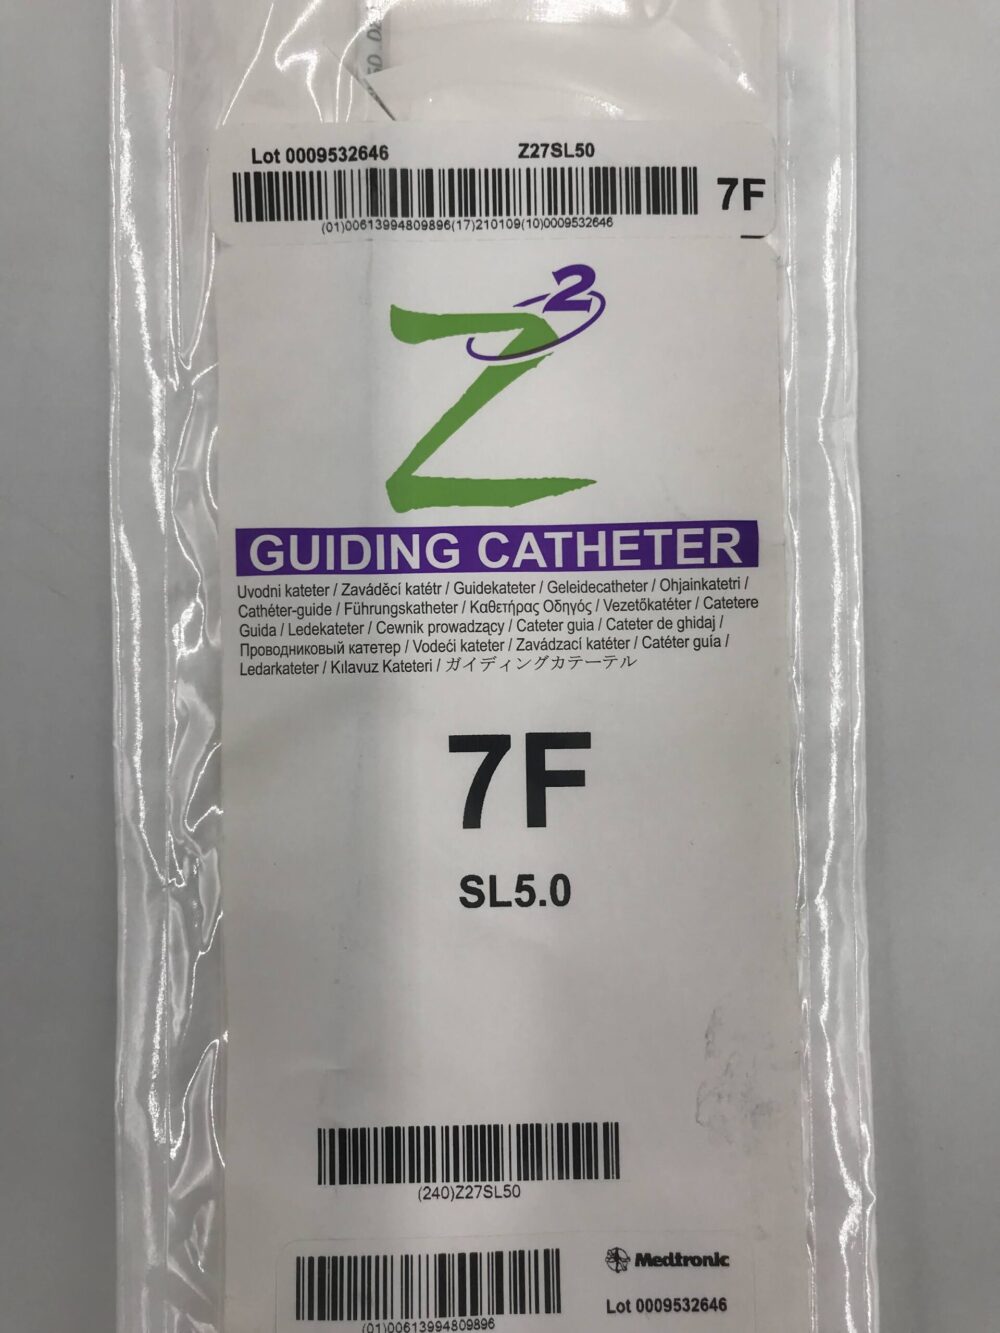 Lot 0009532646 Z27SL50
7F
(01)00613994809896(17)210109(10)0009532646
Z2
GUIDING CATHETER
Uvodni kateter / Zaváděcí katétr / Guidekateter / Geleidecatheter / Ohjainkatetri /
Cathéter-guide / Führungskatheter / Καθετήρας Οδηγός / Vezetőkatéter / Catetere
Guida / Ledekateter / Cewnik prowadzący / Cateter guia / Cateter de ghidaj /
Проводниковый катетер / Vodeći kateter / Zavádzací katéter / Catéter guía /
Ledarkateter / Kılavuz Kateteri / ガイディングカテーテル
7F
SL5.0
(240)Z27SL50
Medtronic
Lot 0009532646
(01)00613994809896